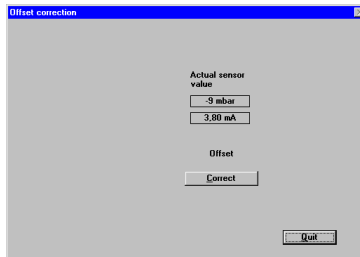 Offset correction
Actual sensor
value
-9 mbar
3,80 mA
Offset
Correct
Quit